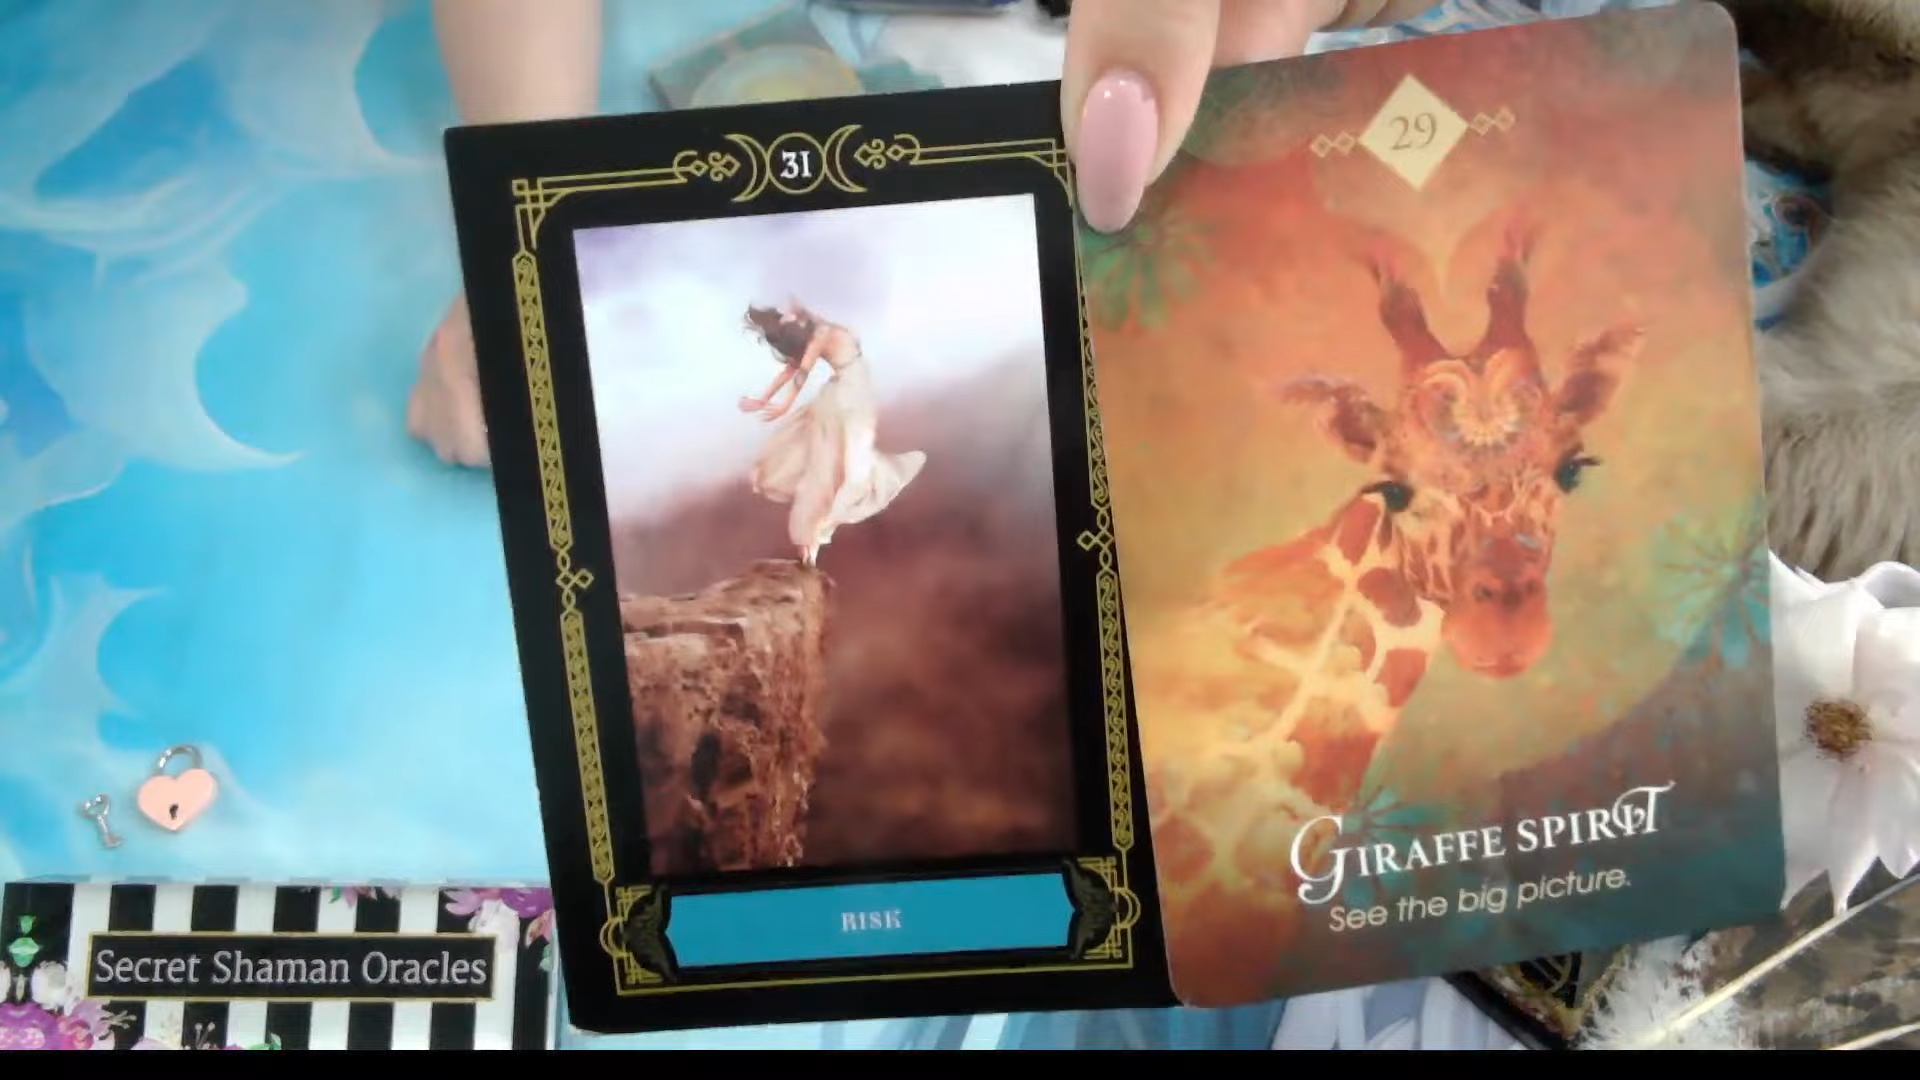 31
RISK
29
GIRAFFE SPIRIT
See the big picture.
Secret Shaman Oracles